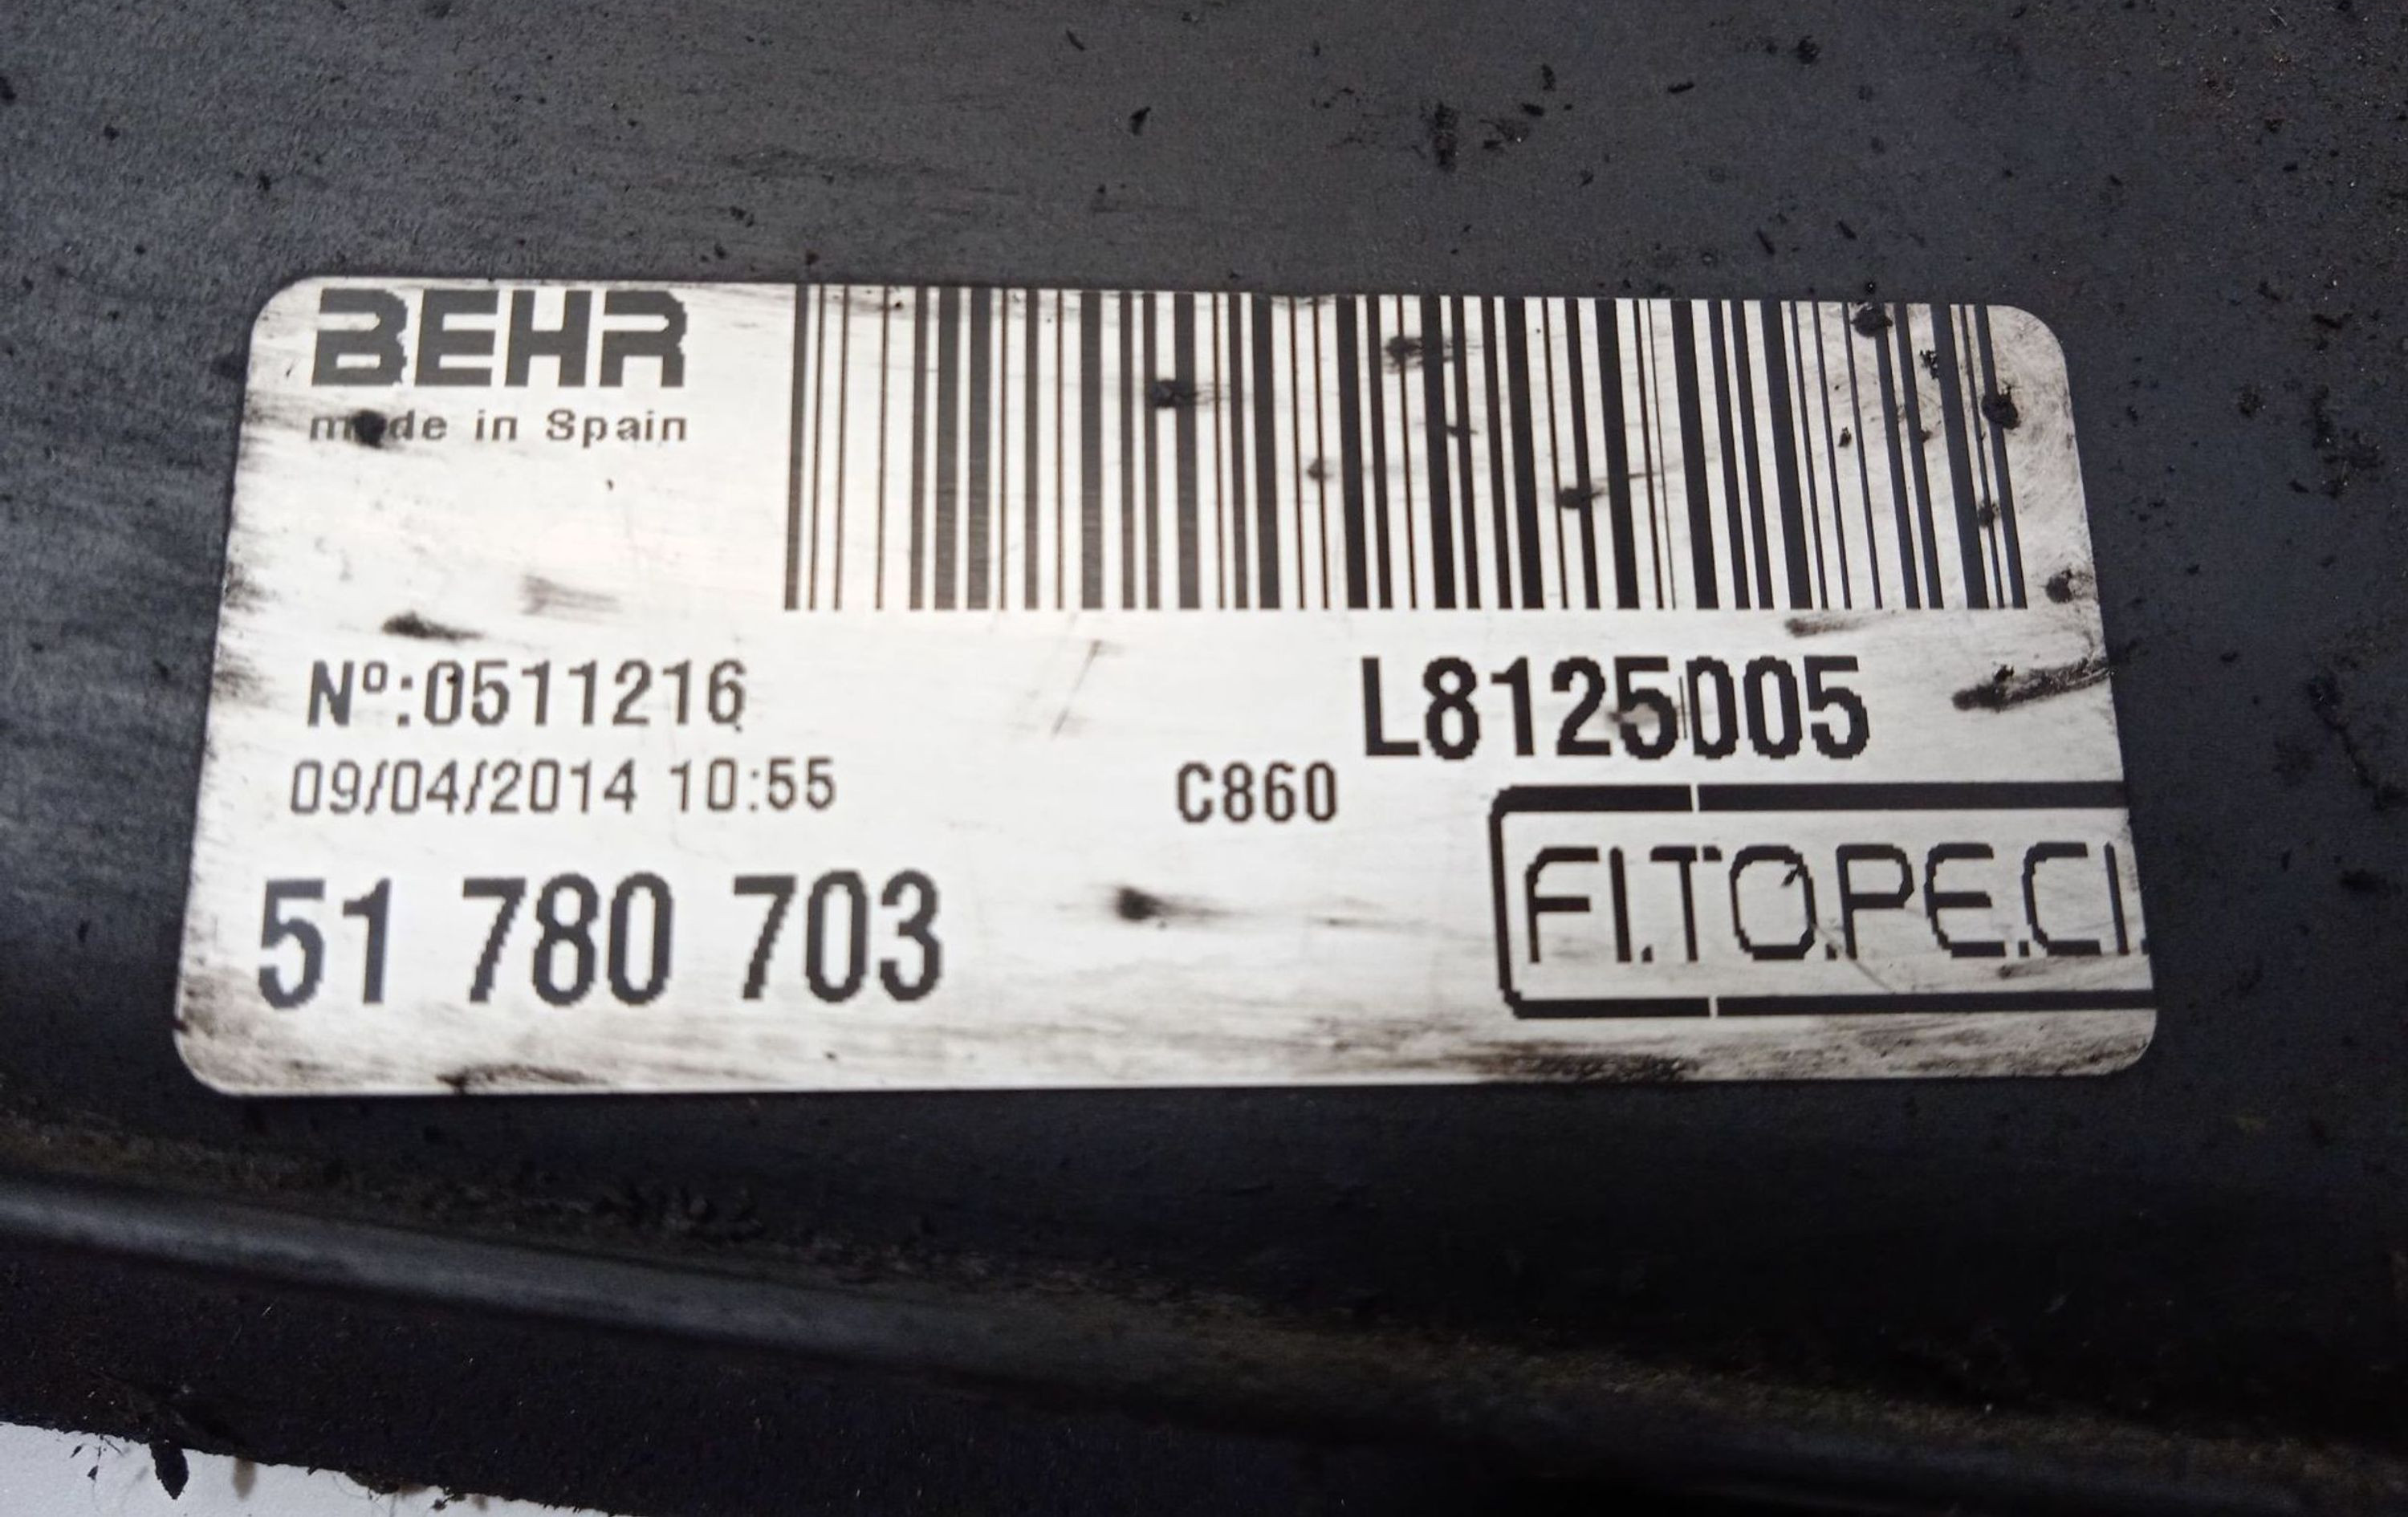 BEHR
made in Spain
Nº:0511216
L8125005
09/04/2014 10:55
C860
51 780 703
FI.TO.PE.CI.